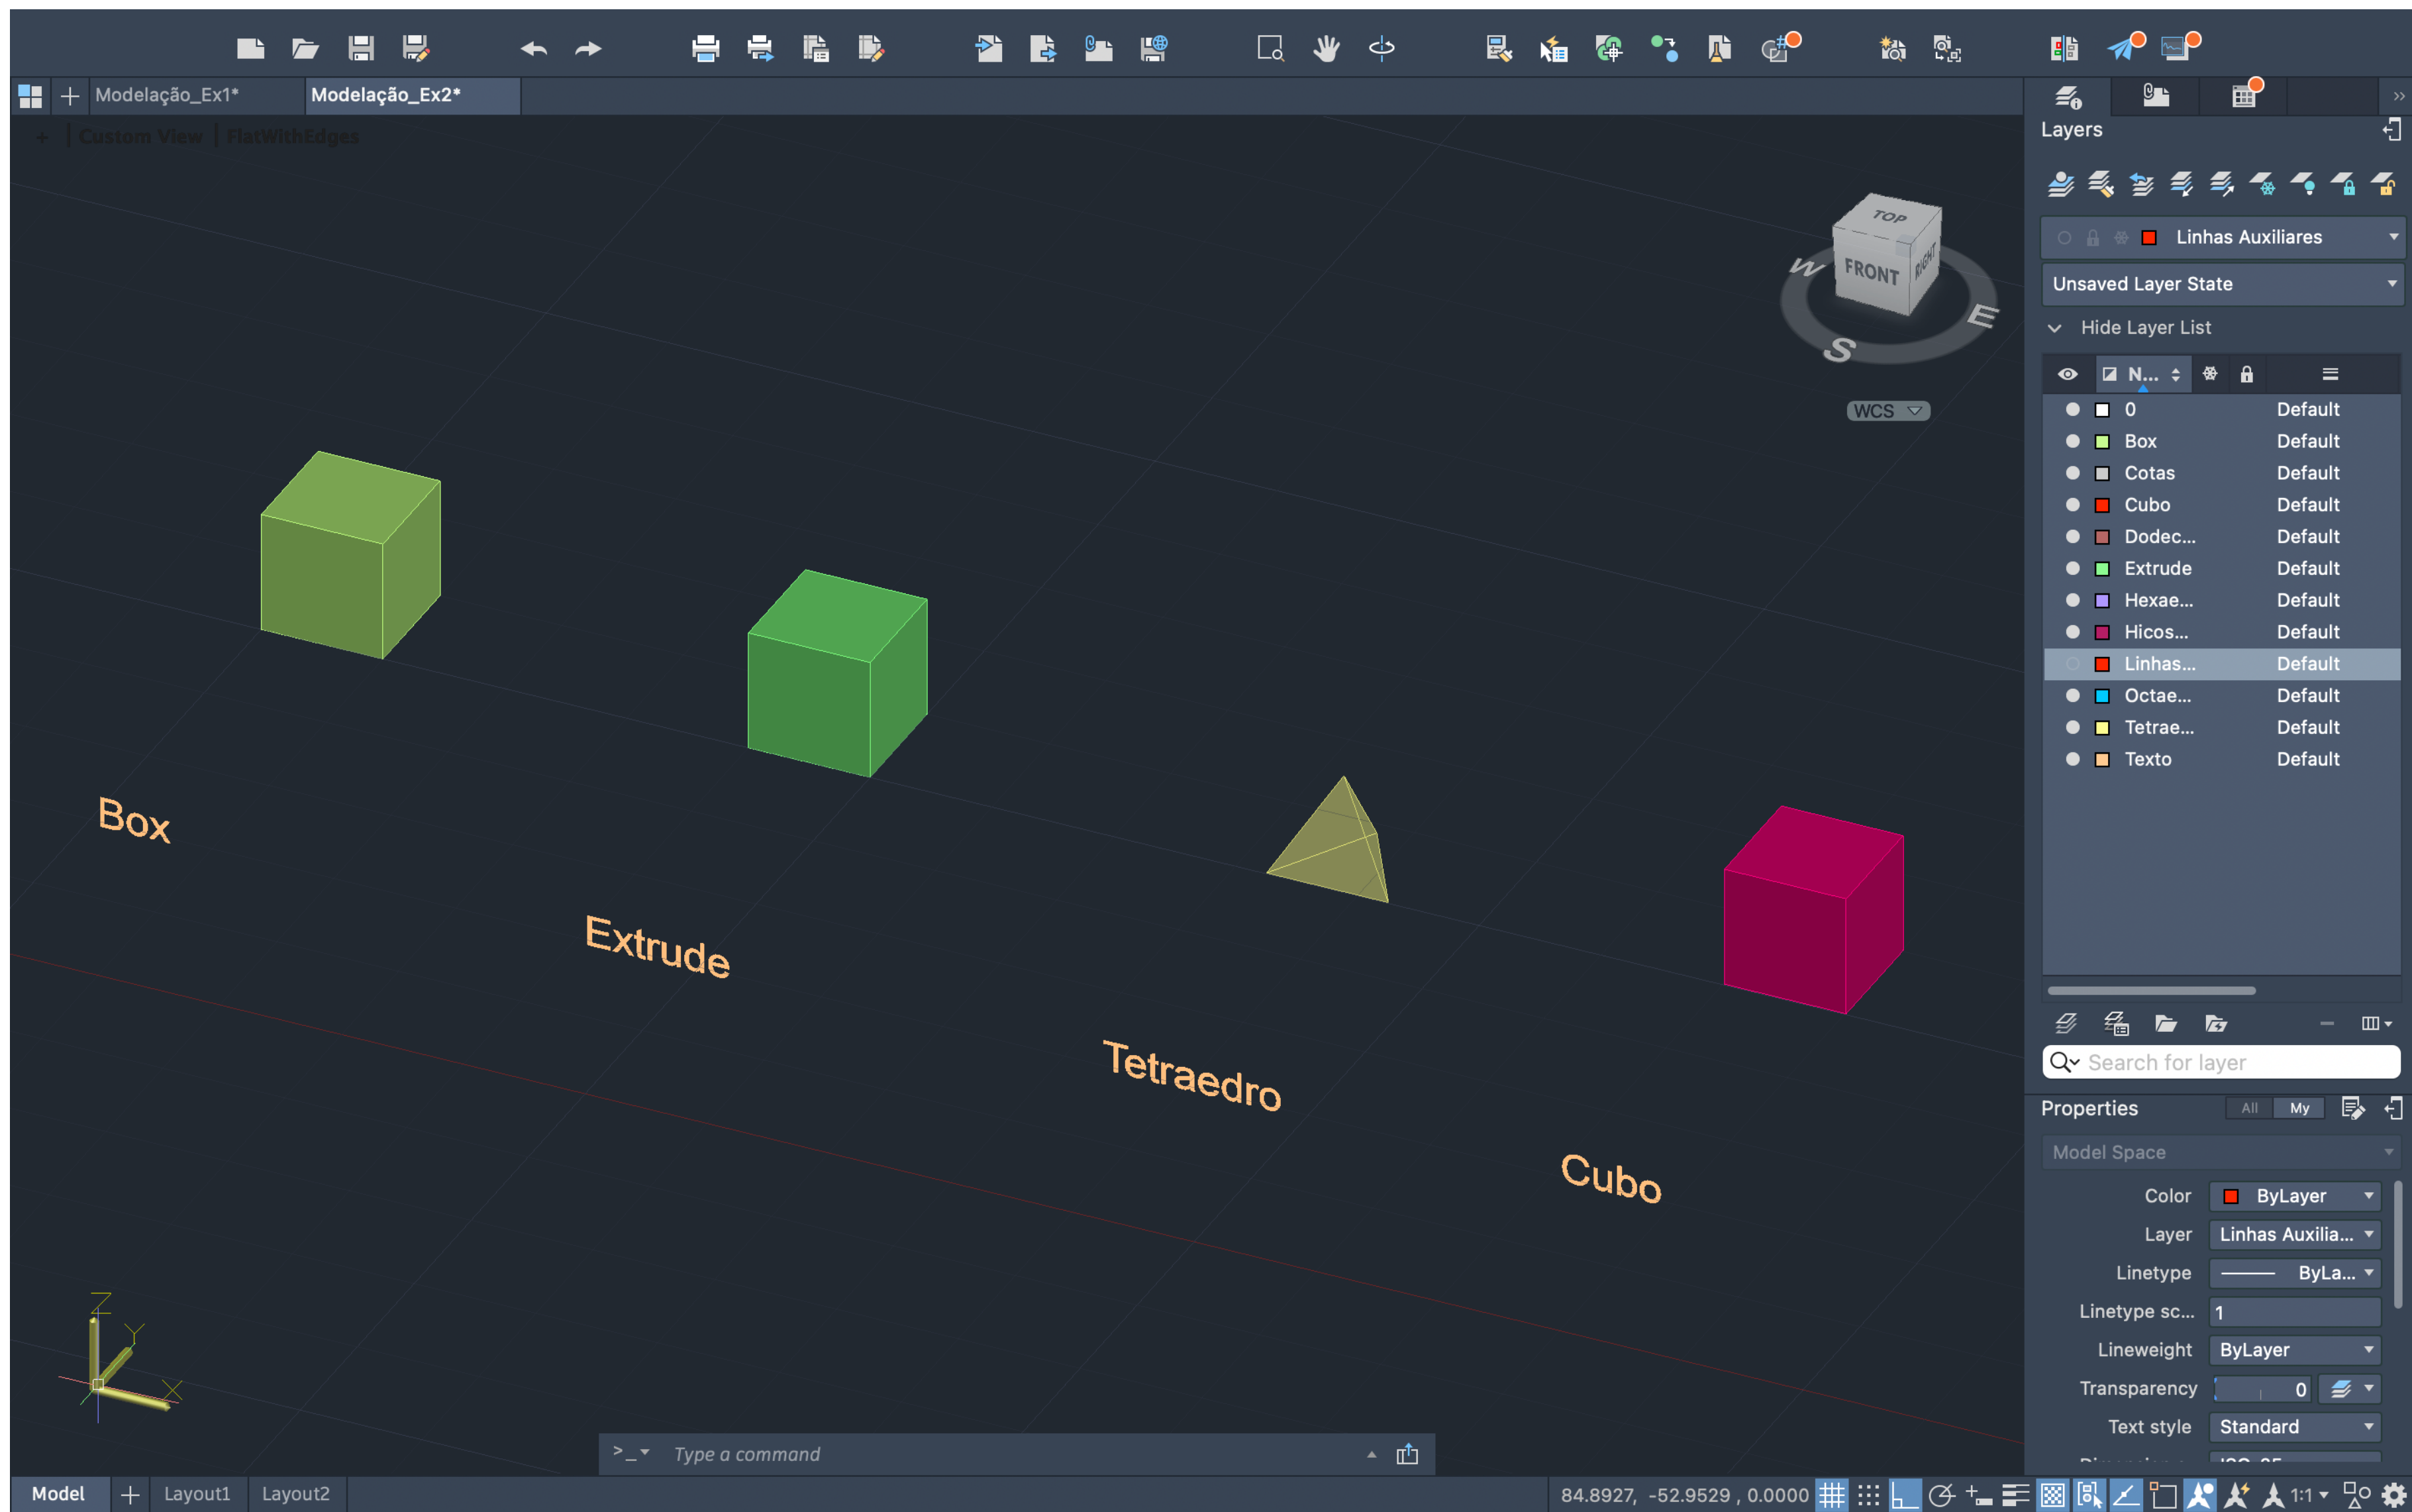 Modelação_Ex1*
Modelação_Ex2*
+ | Custom View | FlatWithEdges
TOP
FRONT
RIGHT
W
E
S
WCS
Box
Extrude
Tetraedro
Cubo
Z
Y
X
>_ Type a command
Model
Layout1
Layout2
84.8927, -52.9529 , 0.0000
1:1
Layers
Linhas Auxiliares
Unsaved Layer State
Hide Layer List
N...
0 Default
Box Default
Cotas Default
Cubo Default
Dodec... Default
Extrude Default
Hexae... Default
Hicos... Default
Linhas... Default
Octae... Default
Tetrae... Default
Texto Default
Search for layer
Properties All My
Model Space
Color ByLayer
Layer Linhas Auxilia...
Linetype ByLa...
Linetype sc... 1
Lineweight ByLayer
Transparency 0
Text style Standard